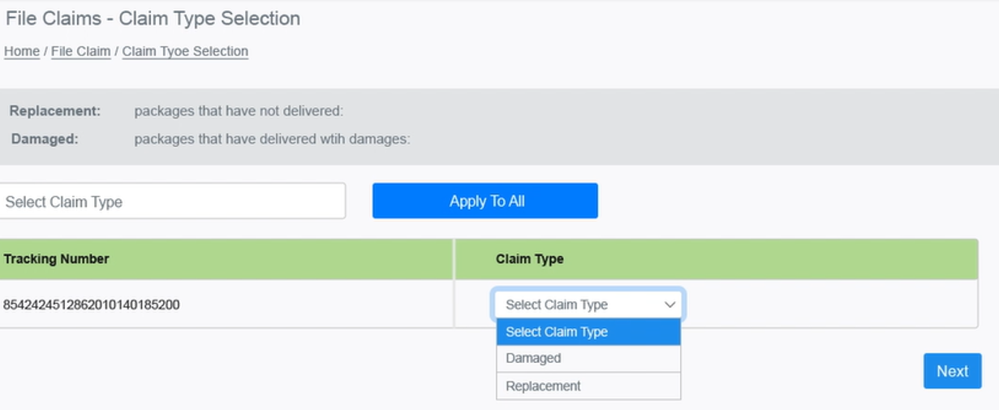 File Claims - Claim Type Selection
Home / File Claim / Claim Tyoe Selection
Replacement: packages that have not delivered:
Damaged: packages that have delivered wtih damages:
Select Claim Type Apply To All
Tracking Number Claim Type
8542424512862010140185200 Select Claim Type
Select Claim Type
Damaged
Replacement
Next